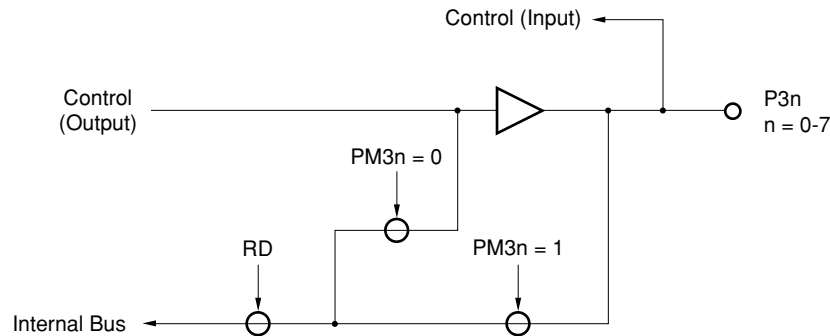 Control (Input)
Control
(Output)
P3n
n = 0-7
PM3n = 0
RD
PM3n = 1
Internal Bus